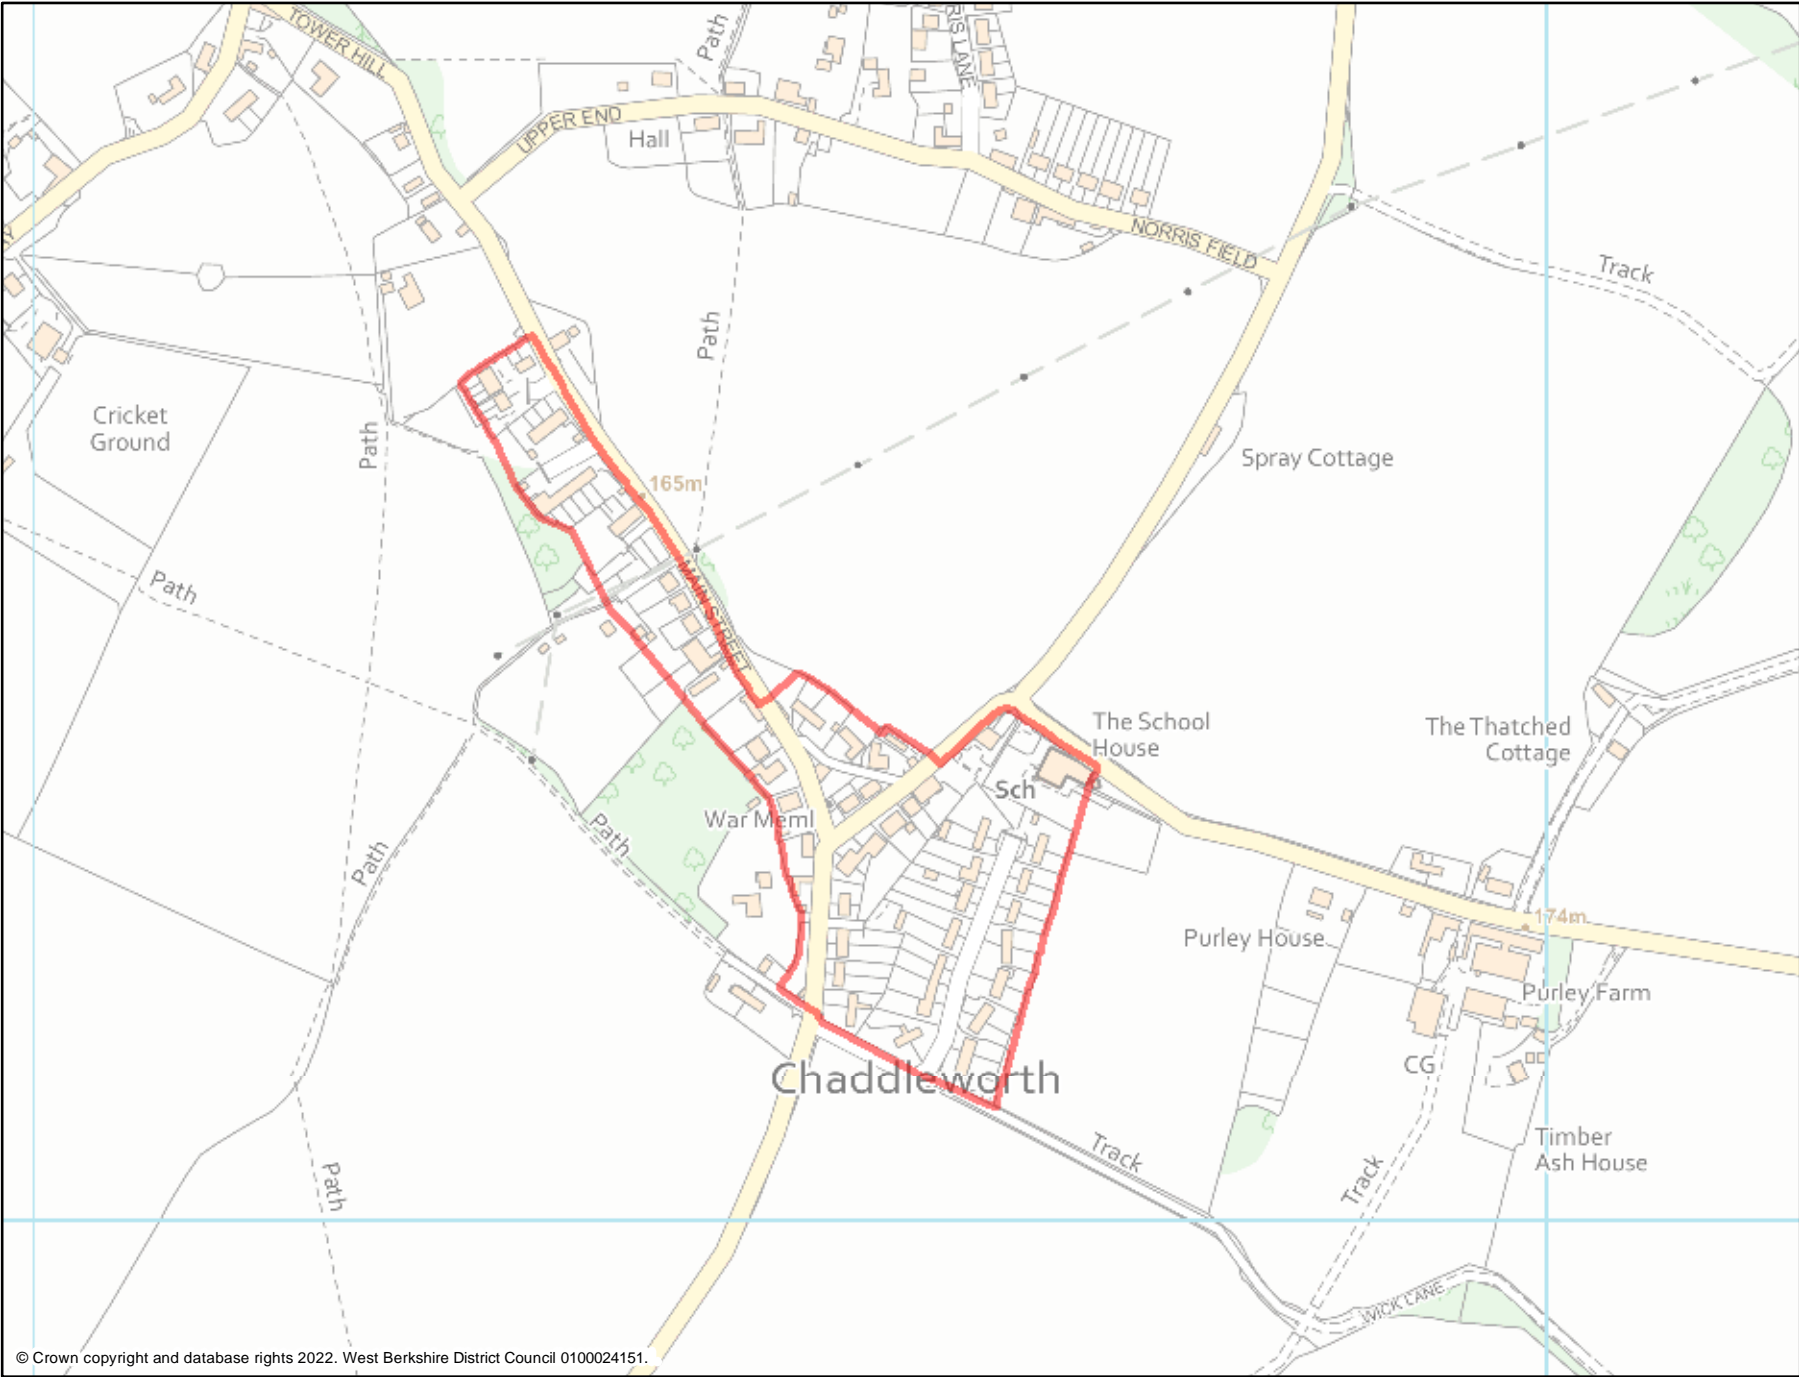 TOWER HILL
Path
RIS LANE
UPPER END
Hall
NORRIS FIELD
Y
Track
Path
Cricket
Ground
Path
Spray Cottage
165m
Path
MAIN STREET
The School
House
The Thatched
Cottage
Sch
War Meml
Path
Path
174m
Purley House
Purley Farm
CG
Chaddleworth
Timber
Ash House
Track
Track
Path
WICK LANE
© Crown copyright and database rights 2022. West Berkshire District Council 0100024151.